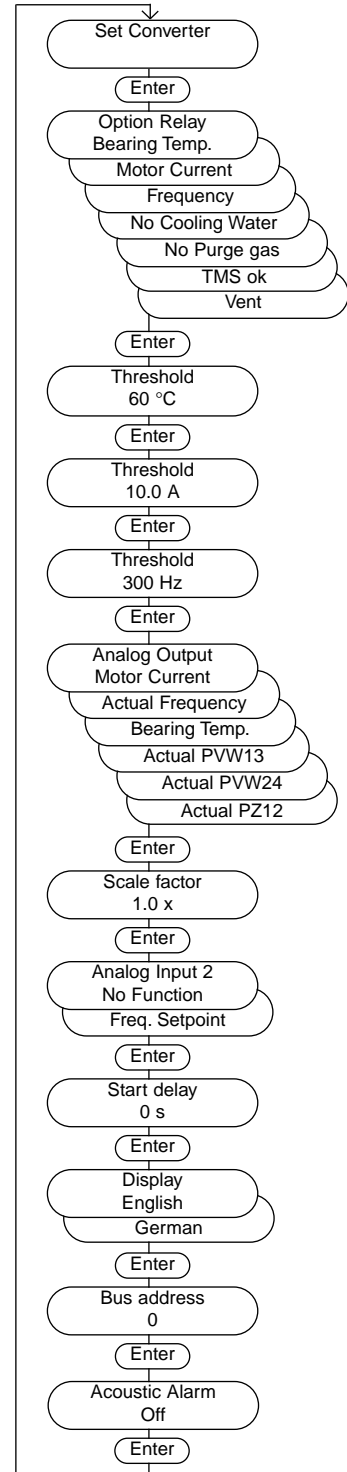 Set Converter
Enter
Option Relay
Bearing Temp.
Motor Current
Frequency
No Cooling Water
No Purge gas
TMS ok
Vent
Enter
Threshold
60 °C
Enter
Threshold
10.0 A
Enter
Threshold
300 Hz
Enter
Analog Output
Motor Current
Actual Frequency
Bearing Temp.
Actual PVW13
Actual PVW24
Actual PZ12
Enter
Scale factor
1.0 x
Enter
Analog Input 2
No Function
Freq. Setpoint
Enter
Start delay
0 s
Enter
Display
English
German
Enter
Bus address
0
Enter
Acoustic Alarm
Off
Enter